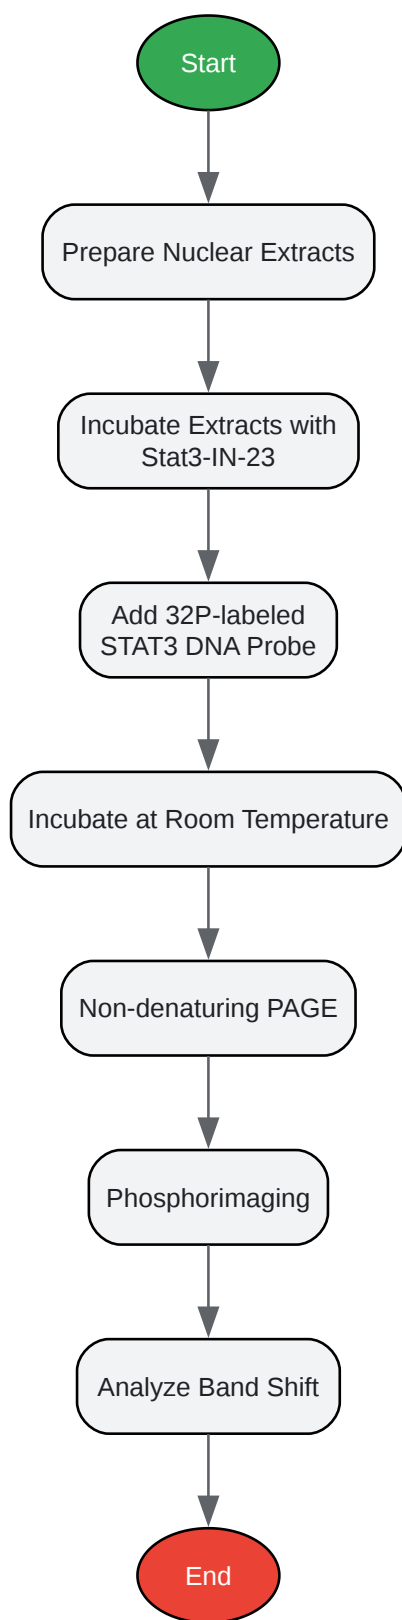 Start
Prepare Nuclear Extracts
Incubate Extracts with
Stat3-IN-23
Add 32P-labeled
STAT3 DNA Probe
Incubate at Room Temperature
Non-denaturing PAGE
Phosphorimaging
Analyze Band Shift
End